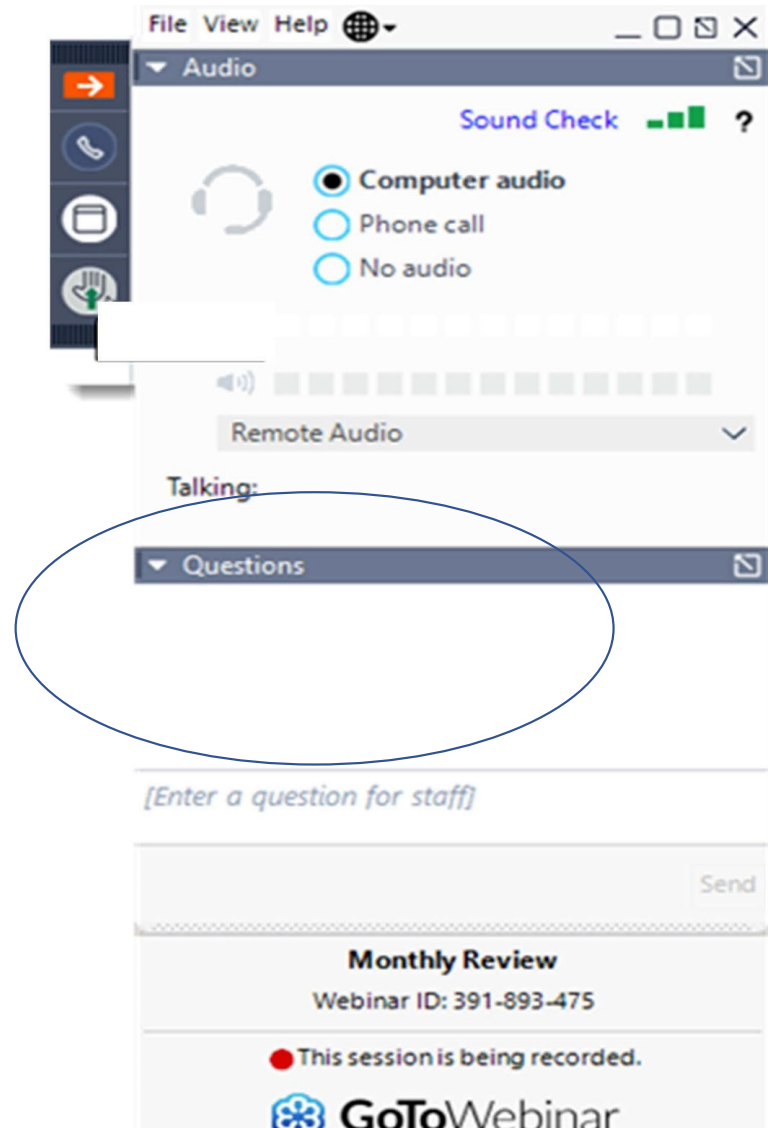 File View Help
Audio
Sound Check ?
Computer audio
Phone call
No audio
Remote Audio
Talking:
Questions
[Enter a question for staff]
Send
Monthly Review
Webinar ID: 391-893-475
This session is being recorded.
GoToWebinar